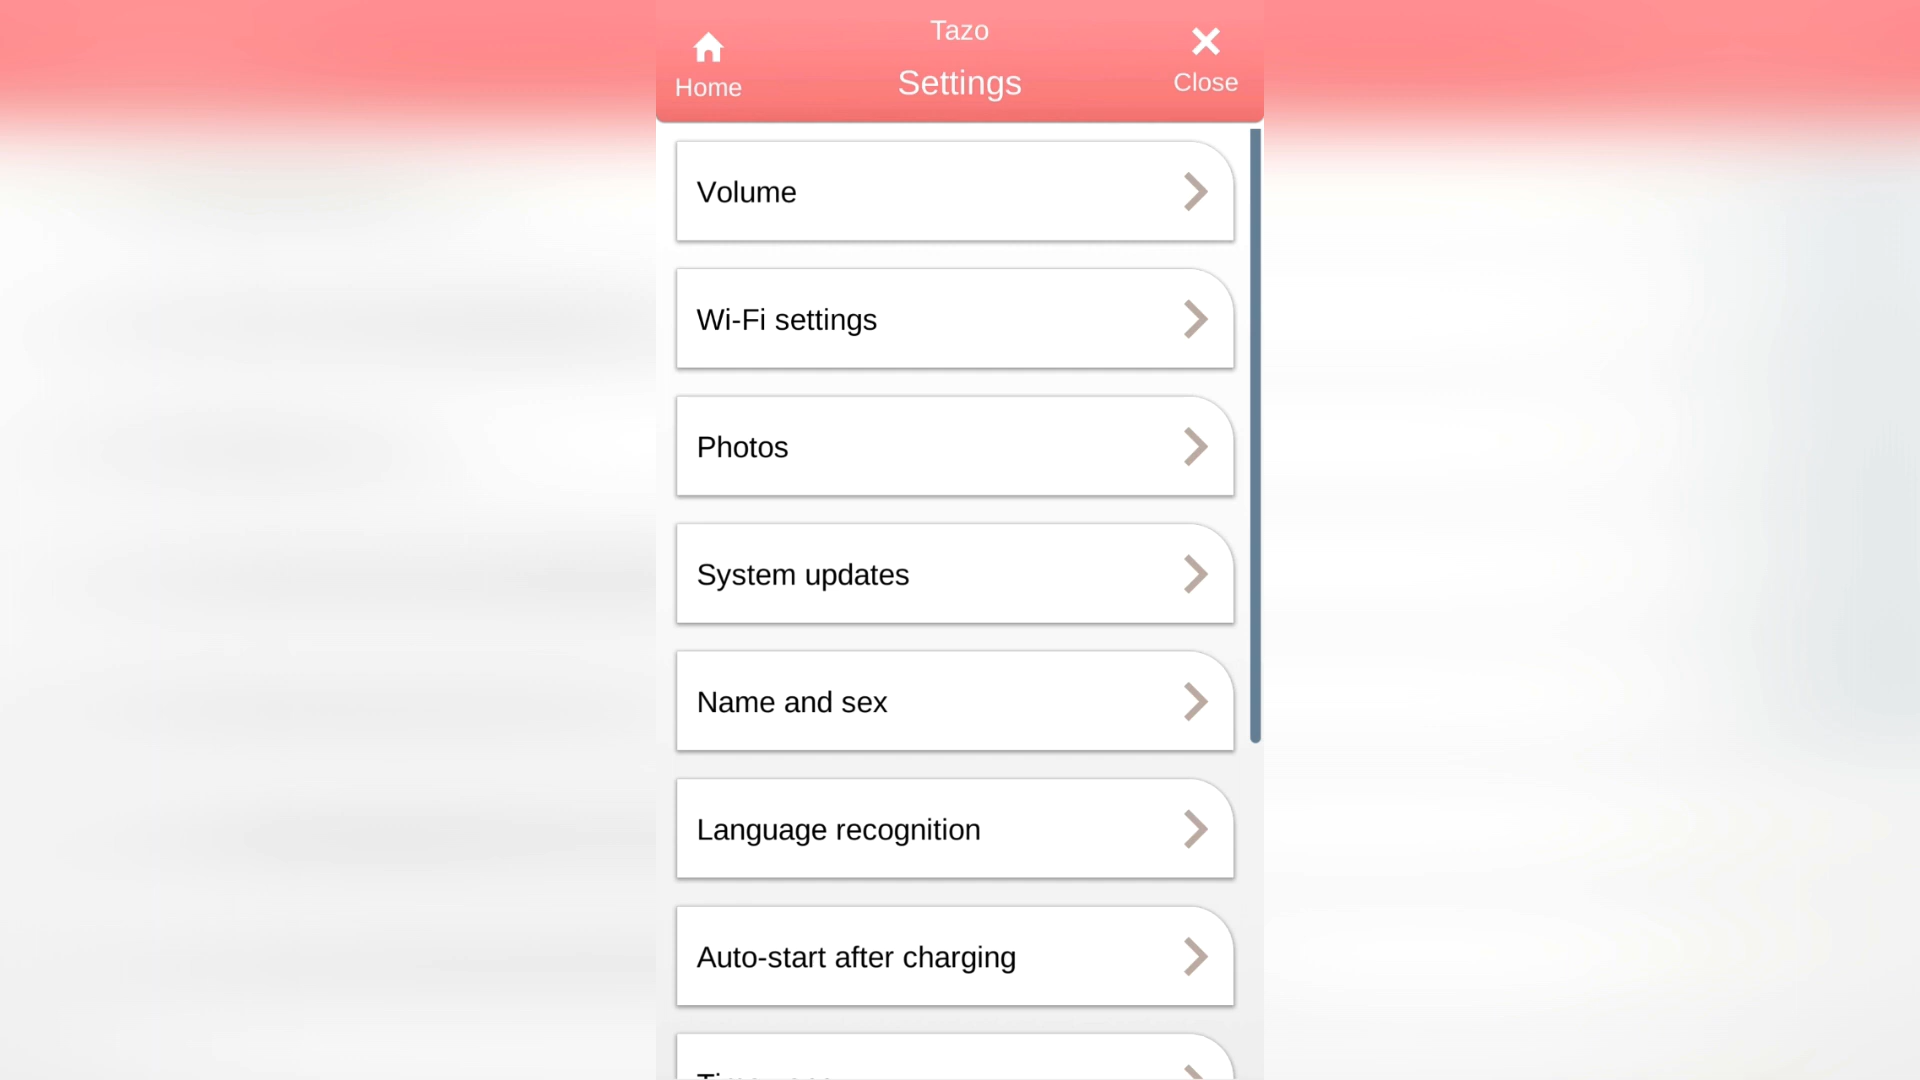 Tazo
Home
Settings
Close
Volume
Wi-Fi settings
Photos
System updates
Name and sex
Language recognition
Auto-start after charging